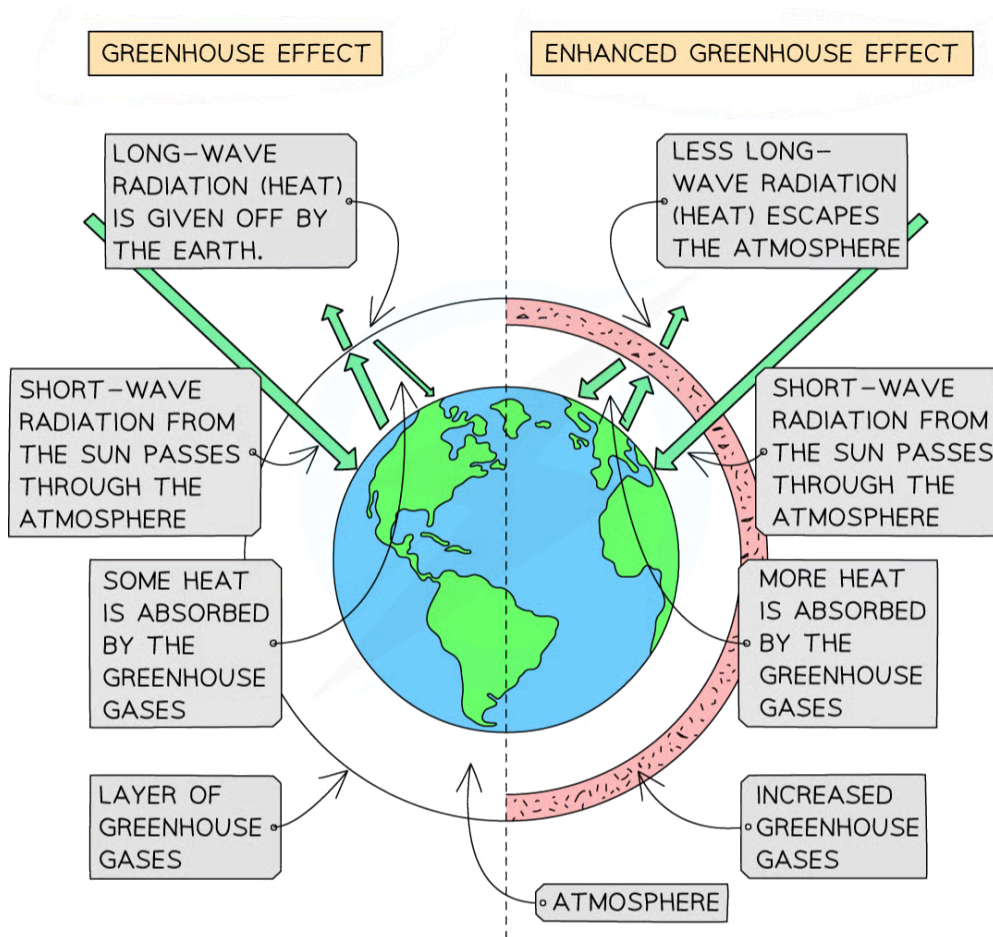 GREENHOUSE EFFECT
ENHANCED GREENHOUSE EFFECT
LONG-WAVE
RADIATION (HEAT)
IS GIVEN OFF BY
THE EARTH.
LESS LONG-
WAVE RADIATION
(HEAT) ESCAPES
THE ATMOSPHERE
SHORT-WAVE
RADIATION FROM
THE SUN PASSES
THROUGH THE
ATMOSPHERE
SHORT-WAVE
RADIATION FROM
THE SUN PASSES
THROUGH THE
ATMOSPHERE
SOME HEAT
IS ABSORBED
BY THE
GREENHOUSE
GASES
MORE HEAT
IS ABSORBED
BY THE
GREENHOUSE
GASES
LAYER OF
GREENHOUSE
GASES
INCREASED
GREENHOUSE
GASES
ATMOSPHERE